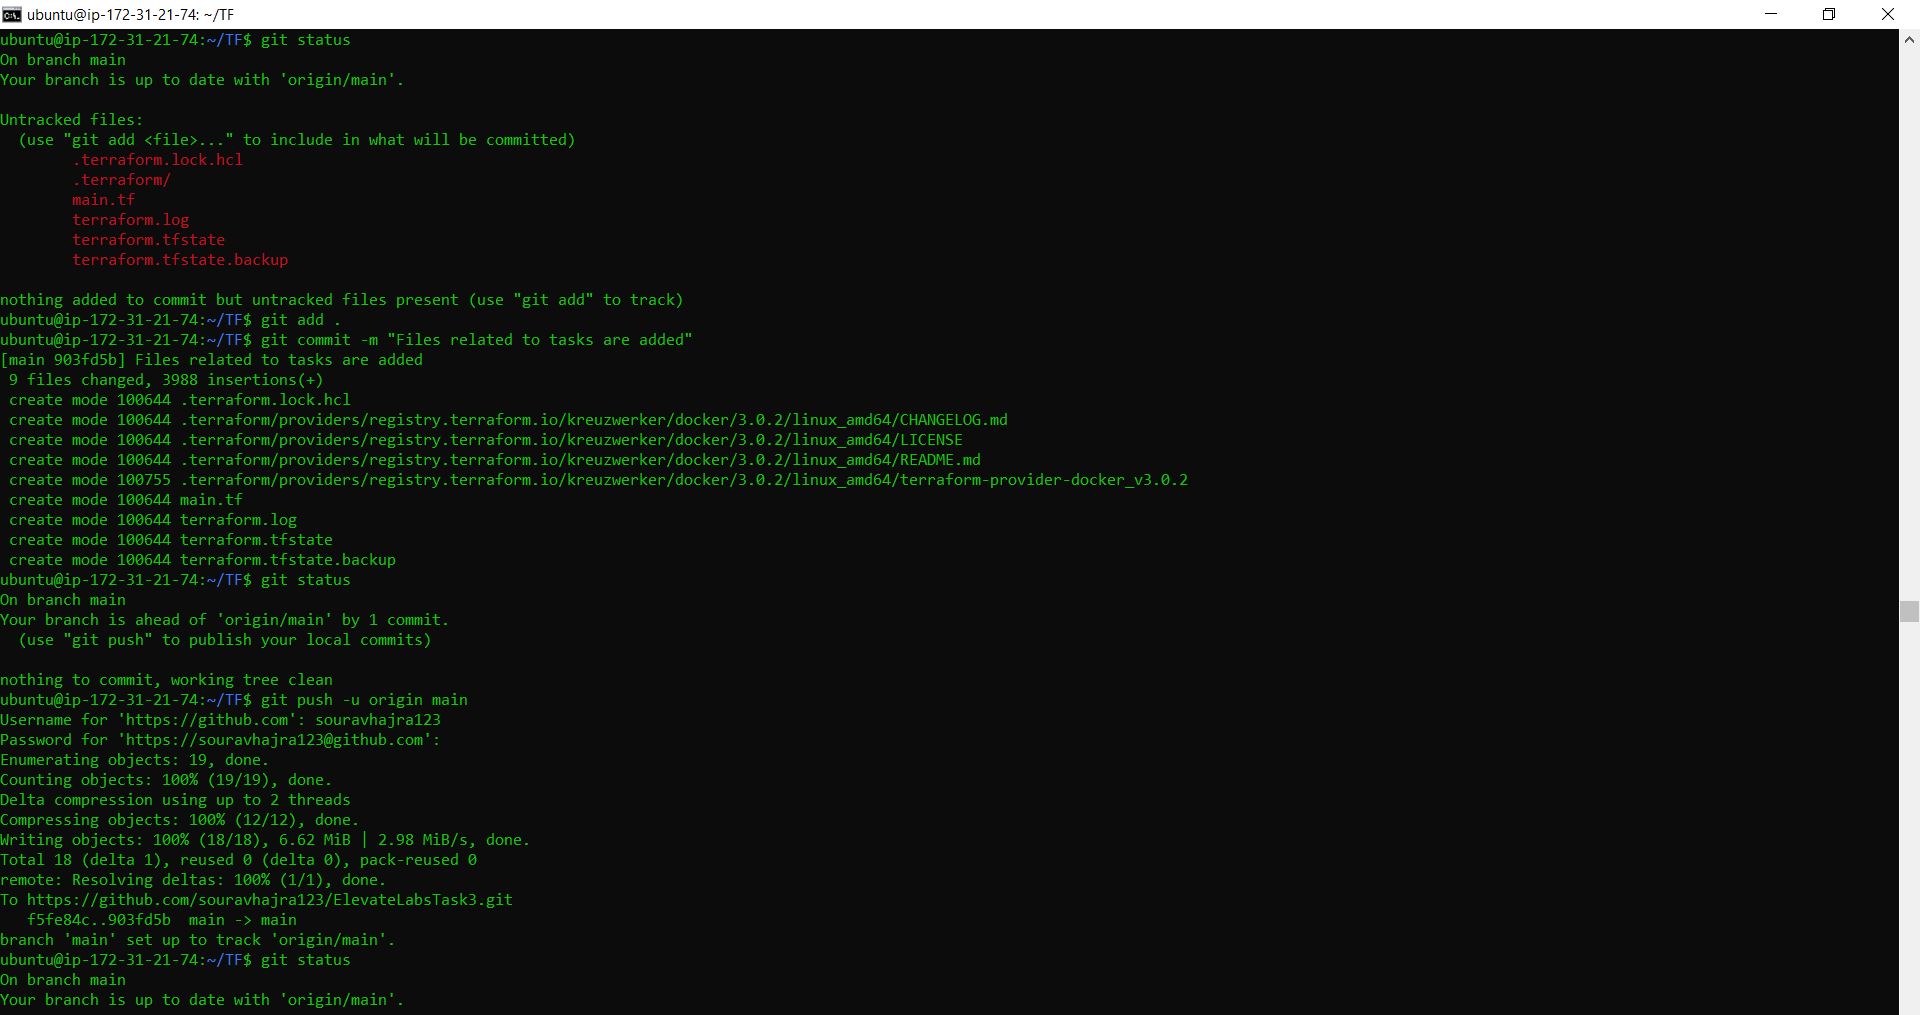 ubuntu@ip-172-31-21-74: ~/TF
ubuntu@ip-172-31-21-74:~/TF$ git status
On branch main
Your branch is up to date with 'origin/main'.
Untracked files:
  (use "git add <file>..." to include in what will be committed)
        .terraform.lock.hcl
        .terraform/
        main.tf
        terraform.log
        terraform.tfstate
        terraform.tfstate.backup
nothing added to commit but untracked files present (use "git add" to track)
ubuntu@ip-172-31-21-74:~/TF$ git add .
ubuntu@ip-172-31-21-74:~/TF$ git commit -m "Files related to tasks are added"
[main 903fd5b] Files related to tasks are added
 9 files changed, 3988 insertions(+)
 create mode 100644 .terraform.lock.hcl
 create mode 100644 .terraform/providers/registry.terraform.io/kreuzwerker/docker/3.0.2/linux_amd64/CHANGELOG.md
 create mode 100644 .terraform/providers/registry.terraform.io/kreuzwerker/docker/3.0.2/linux_amd64/LICENSE
 create mode 100644 .terraform/providers/registry.terraform.io/kreuzwerker/docker/3.0.2/linux_amd64/README.md
 create mode 100755 .terraform/providers/registry.terraform.io/kreuzwerker/docker/3.0.2/linux_amd64/terraform-provider-docker_v3.0.2
 create mode 100644 main.tf
 create mode 100644 terraform.log
 create mode 100644 terraform.tfstate
 create mode 100644 terraform.tfstate.backup
ubuntu@ip-172-31-21-74:~/TF$ git status
On branch main
Your branch is ahead of 'origin/main' by 1 commit.
  (use "git push" to publish your local commits)
nothing to commit, working tree clean
ubuntu@ip-172-31-21-74:~/TF$ git push -u origin main
Username for 'https://github.com': souravhajra123
Password for 'https://souravhajra123@github.com':
Enumerating objects: 19, done.
Counting objects: 100% (19/19), done.
Delta compression using up to 2 threads
Compressing objects: 100% (12/12), done.
Writing objects: 100% (18/18), 6.62 MiB | 2.98 MiB/s, done.
Total 18 (delta 1), reused 0 (delta 0), pack-reused 0
remote: Resolving deltas: 100% (1/1), done.
To https://github.com/souravhajra123/ElevateLabsTask3.git
   f5fe84c..903fd5b  main -> main
branch 'main' set up to track 'origin/main'.
ubuntu@ip-172-31-21-74:~/TF$ git status
On branch main
Your branch is up to date with 'origin/main'.